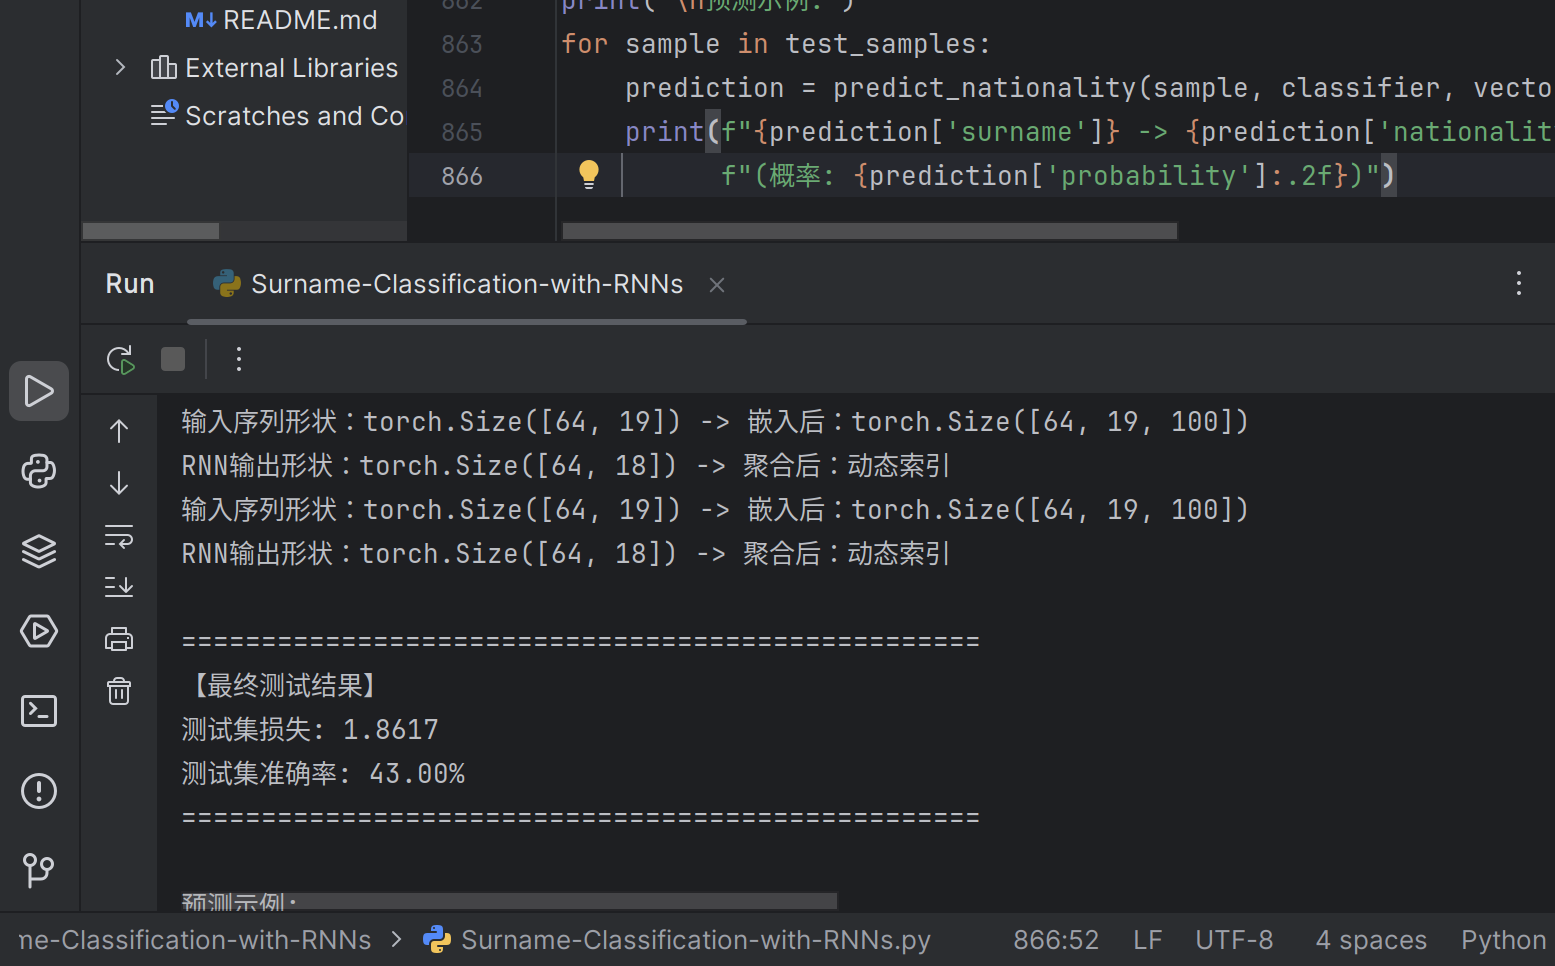 README.md
External Libraries
Scratches and Co
862 print("\n预测示例:")
863 for sample in test_samples:
864 prediction = predict_nationality(sample, classifier, vecto
865 print(f"{prediction['surname']} -> {prediction['nationalit
866 f"(概率: {prediction['probability']:.2f})")
Run Surname-Classification-with-RNNs
输入序列形状：torch.Size([64, 19]) -> 嵌入后：torch.Size([64, 19, 100])
RNN输出形状：torch.Size([64, 18]) -> 聚合后：动态索引
输入序列形状：torch.Size([64, 19]) -> 嵌入后：torch.Size([64, 19, 100])
RNN输出形状：torch.Size([64, 18]) -> 聚合后：动态索引
==================================================
【最终测试结果】
测试集损失: 1.8617
测试集准确率: 43.00%
==================================================
预测示例:
me-Classification-with-RNNs > Surname-Classification-with-RNNs.py 866:52 LF UTF-8 4 spaces Python